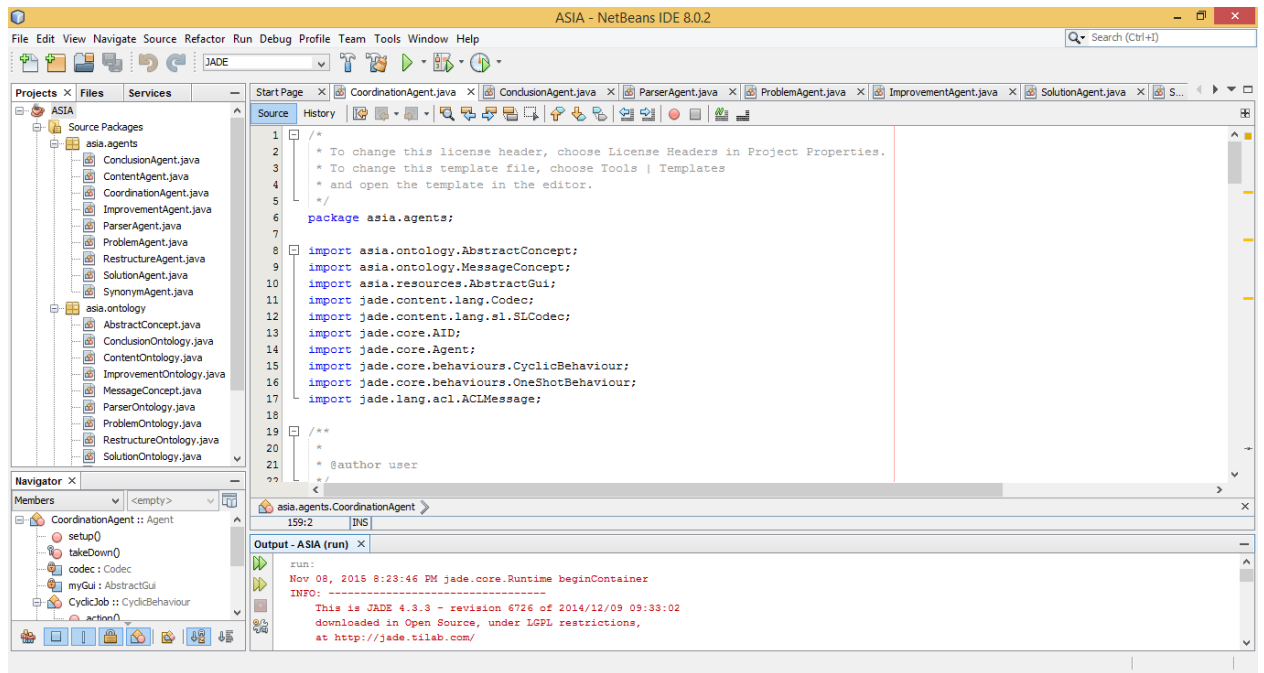 ASIA - NetBeans IDE 8.0.2
File Edit View Navigate Source Refactor Run Debug Profile Team Tools Window Help
Search (Ctrl+I)
JADE
Projects Files Services
Start Page CoordinationAgent.java ConclusionAgent.java ParserAgent.java ProblemAgent.java ImprovementAgent.java SolutionAgent.java S...
ASIA
Source Packages
asia.agents
ConclusionAgent.java
ContentAgent.java
CoordinationAgent.java
ImprovementAgent.java
ParserAgent.java
ProblemAgent.java
RestructureAgent.java
SolutionAgent.java
SynonymAgent.java
asia.ontology
AbstractConcept.java
ConclusionOntology.java
ContentOntology.java
ImprovementOntology.java
MessageConcept.java
ParserOntology.java
ProblemOntology.java
RestructureOntology.java
SolutionOntology.java
Source History
1 /*
2 * To change this license header, choose License Headers in Project Properties.
3 * To change this template file, choose Tools | Templates
4 * and open the template in the editor.
5 */
6 package asia.agents;
7
8 import asia.ontology.AbstractConcept;
9 import asia.ontology.MessageConcept;
10 import asia.resources.AbstractGui;
11 import jade.content.lang.Codec;
12 import jade.content.lang.sl.SLCodec;
13 import jade.core.AID;
14 import jade.core.Agent;
15 import jade.core.behaviours.CyclicBehaviour;
16 import jade.core.behaviours.OneShotBehaviour;
17 import jade.lang.acl.ACLMessage;
18
19 /**
20 *
21 * @author user
22 */
asia.agents.CoordinationAgent
159:2 INS
Navigator
Members <empty>
CoordinationAgent :: Agent
setup()
takeDown()
codec : Codec
myGui : AbstractGui
CyclicJob :: CyclicBehaviour
action()
Output - ASIA (run)
run:
Nov 08, 2015 8:23:46 PM jade.core.Runtime beginContainer
INFO: ----------------------------------
This is JADE 4.3.3 - revision 6726 of 2014/12/09 09:33:02
downloaded in Open Source, under LGPL restrictions,
at http://jade.tilab.com/